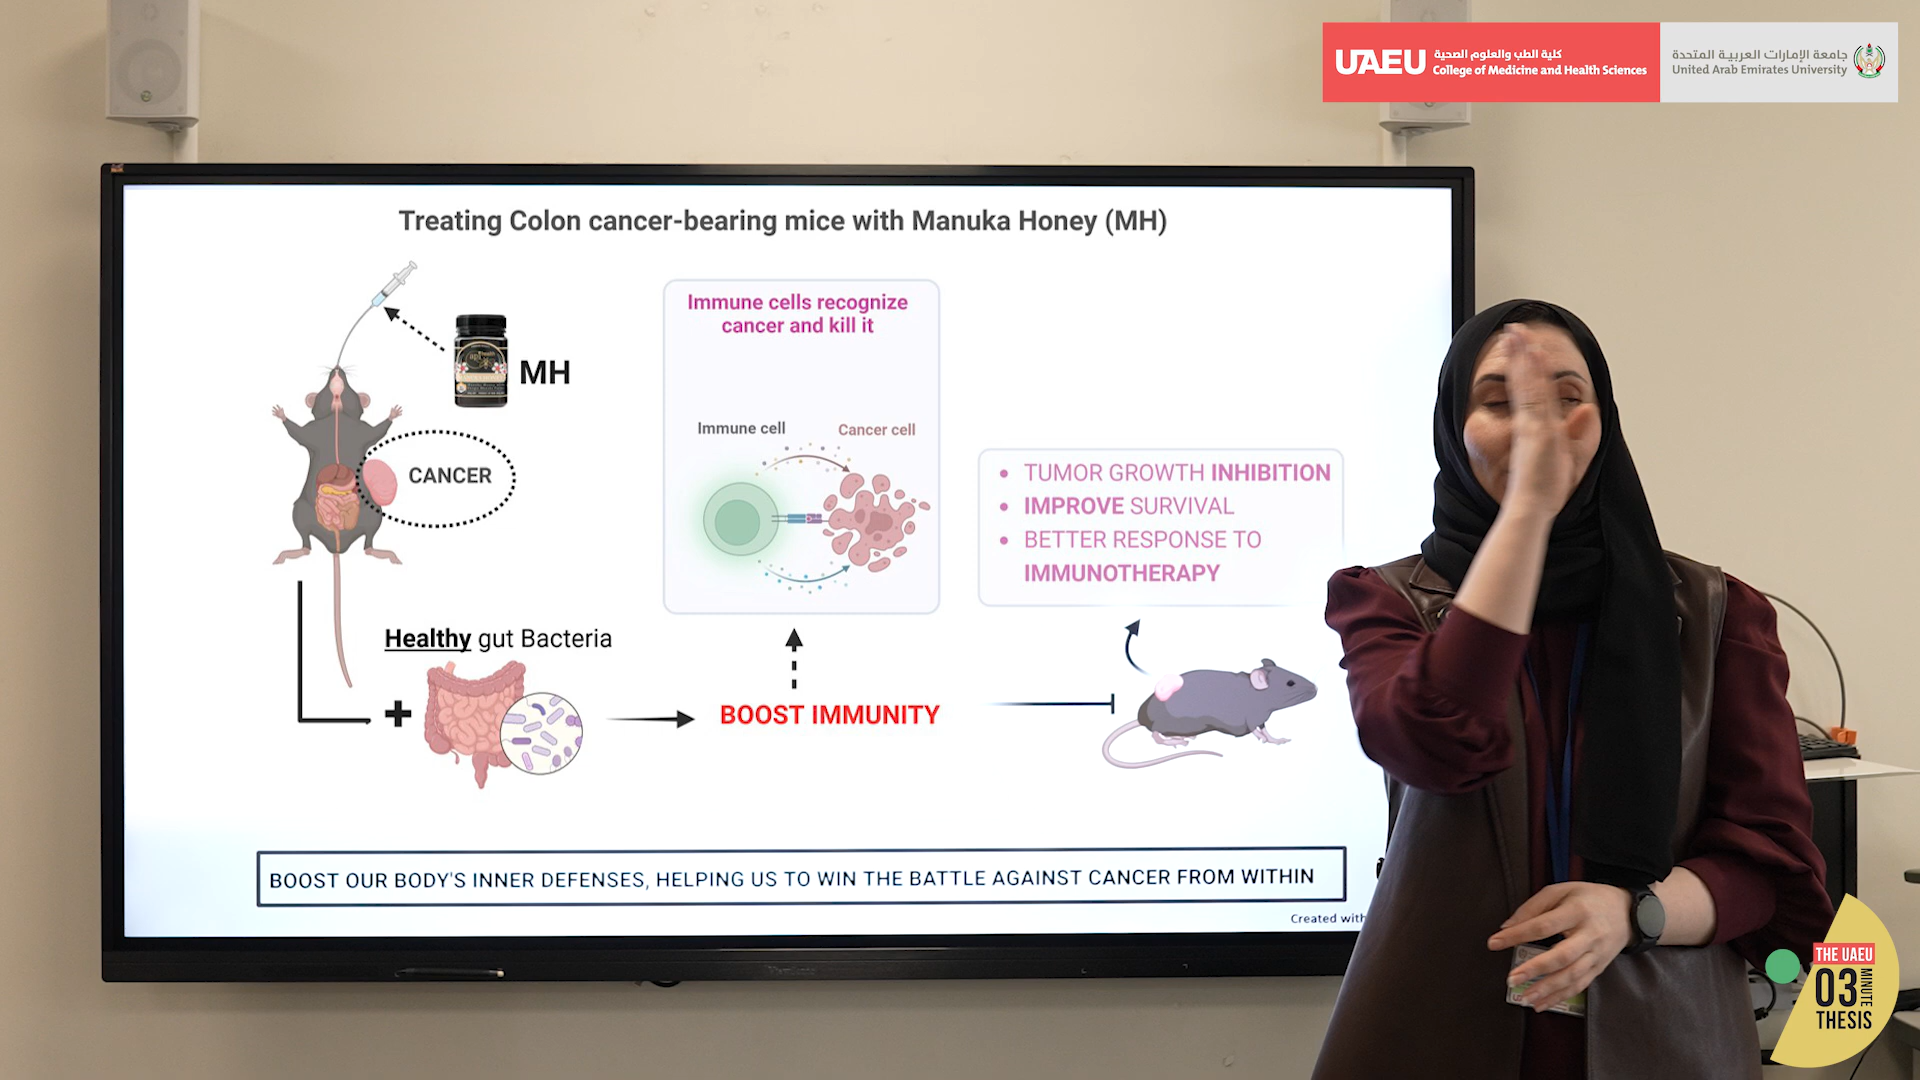 UAEU
كلية الطب والعلوم الصحية
College of Medicine and Health Sciences
جامعة الإمارات العربية المتحدة
United Arab Emirates University
Treating Colon cancer-bearing mice with Manuka Honey (MH)
MH
CANCER
Immune cells recognize
cancer and kill it
Immune cell
Cancer cell
• TUMOR GROWTH INHIBITION
• IMPROVE SURVIVAL
• BETTER RESPONSE TO
IMMUNOTHERAPY
Healthy gut Bacteria
+
BOOST IMMUNITY
BOOST OUR BODY'S INNER DEFENSES, HELPING US TO WIN THE BATTLE AGAINST CANCER FROM WITHIN
Created with
THE UAEU
03
MINUTE
THESIS